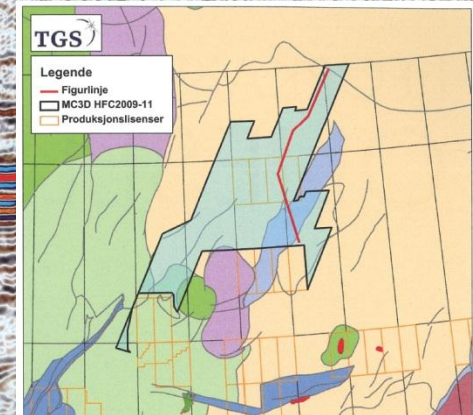 TGS
Legende
Figurlinje
MC3D HFC2009-11
Produksjonslisenser